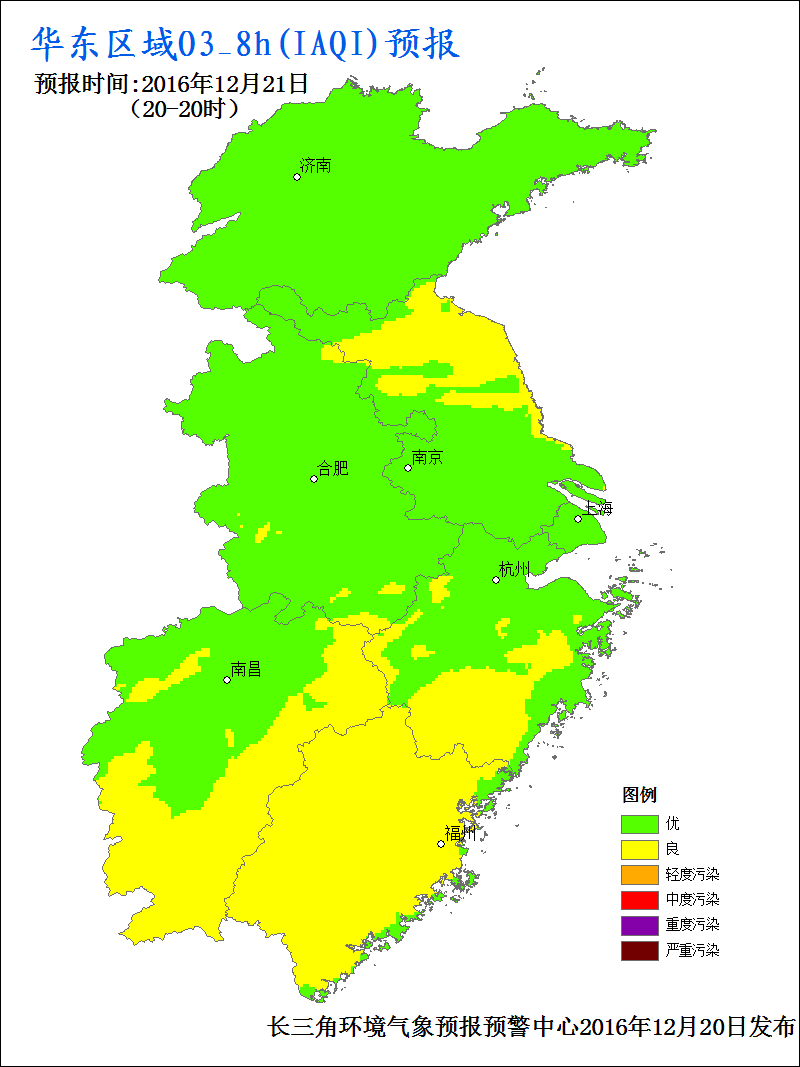 华东区域O3_8h(IAQI)预报
预报时间:2016年12月21日
（20-20时）
济南
合肥
南京
上海
杭州
南昌
福州
图例
优
良
轻度污染
中度污染
重度污染
严重污染
长三角环境气象预报预警中心2016年12月20日发布